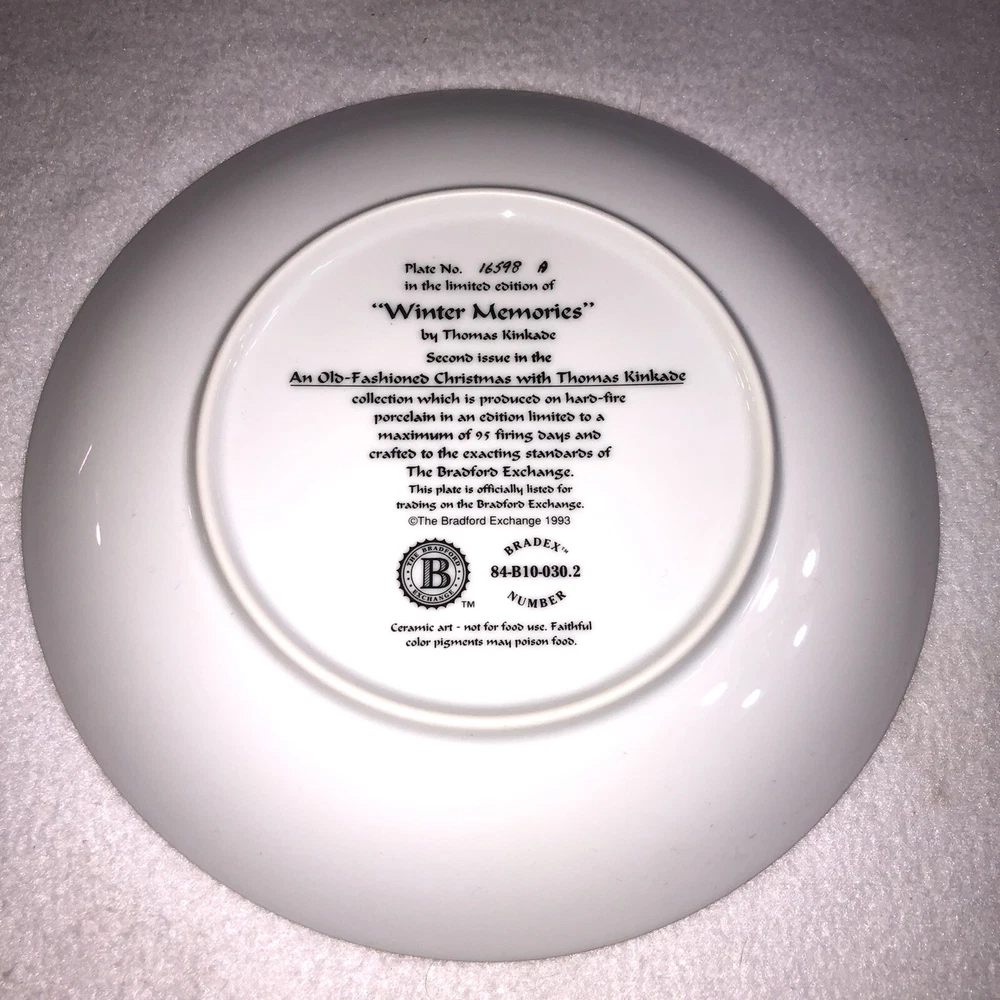 Plate No. 16598 A
in the limited edition of
“Winter Memories”
by Thomas Kinkade
Second issue in the
An Old-Fashioned Christmas with Thomas Kinkade
collection which is produced on hard-fire
porcelain in an edition limited to a
maximum of 95 firing days and
crafted to the exacting standards of
The Bradford Exchange.
This plate is officially listed for
trading on the Bradford Exchange.
©The Bradford Exchange 1993
THE BRADFORD
B
EXCHANGE
TM
BRADEX™
84-B10-030.2
NUMBER
Ceramic art - not for food use. Faithful
color pigments may poison food.